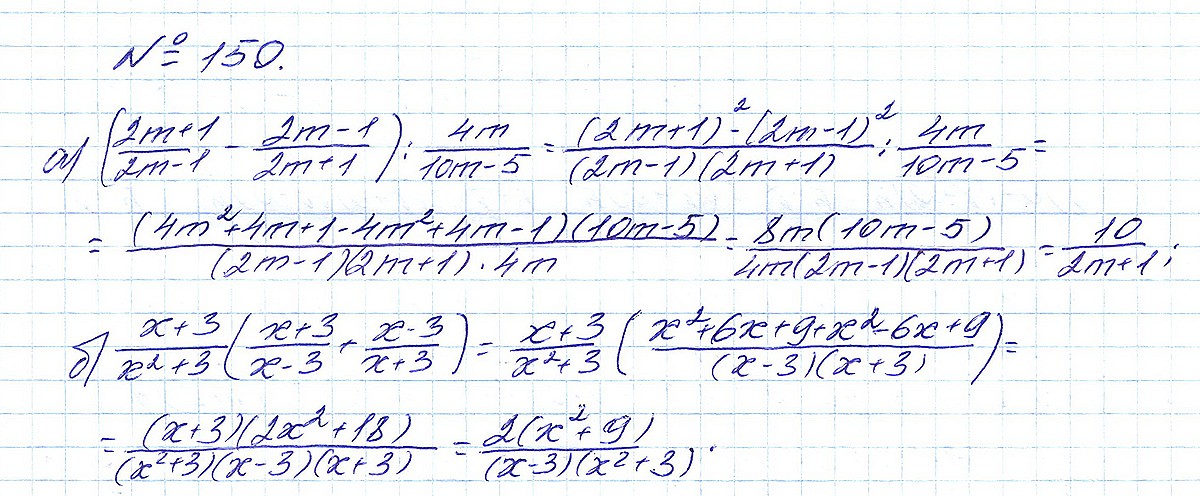 № 150.
а) ((2m+1)/(2m-1) - (2m-1)/(2m+1)) : 4m/(10m-5) = ((2m+1)² - (2m-1)²)/((2m-1)(2m+1)) : 4m/(10m-5) =
= ((4m²+4m+1-4m²+4m-1)(10m-5))/((2m-1)(2m+1)·4m) = 8m(10m-5)/(4m(2m-1)(2m+1)) = 10/(2m+1);
б) (x+3)/(x²+3) ((x+3)/(x-3) + (x-3)/(x+3)) = (x+3)/(x²+3) ((x²+6x+9+x²-6x+9)/((x-3)(x+3))) =
= ((x+3)(2x²+18))/((x²+3)(x-3)(x+3)) = 2(x²+9)/((x-3)(x²+3)).